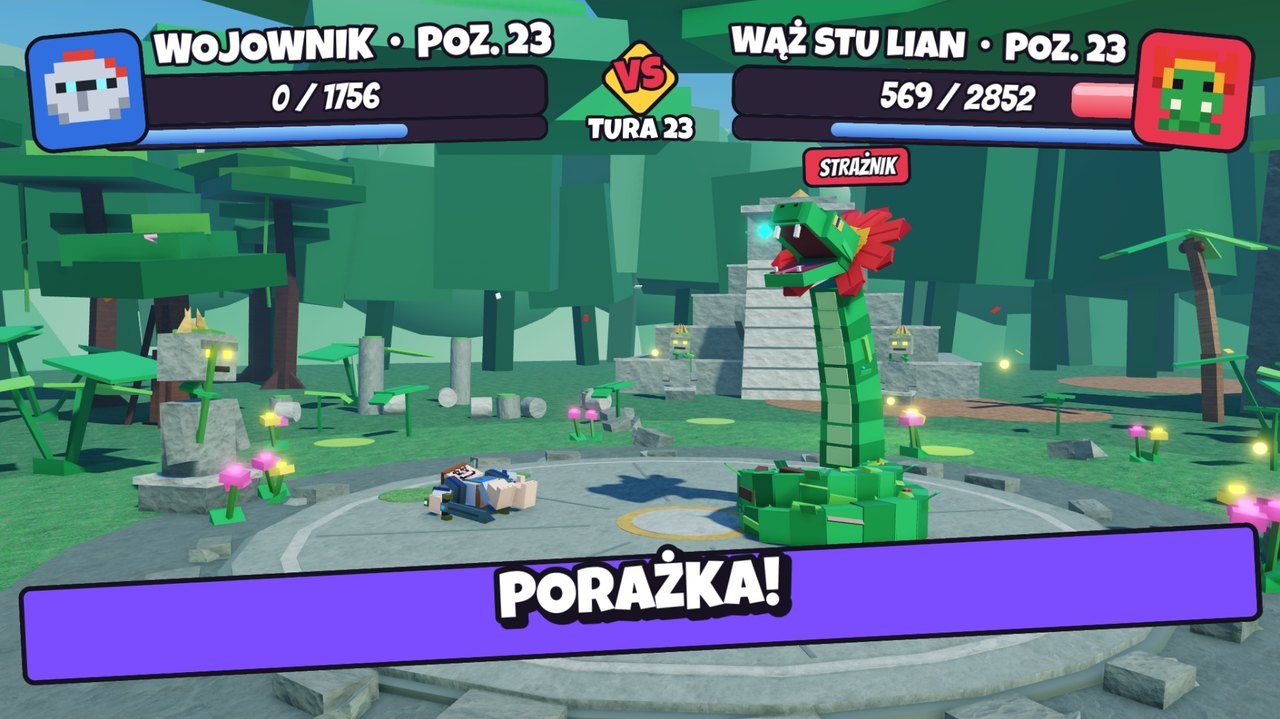 WOJOWNIK • POZ. 23
0 / 1756
VS
TURA 23
WĄŻ STU LIAN • POZ. 23
569 / 2852
STRAŻNIK
PORAŻKA!